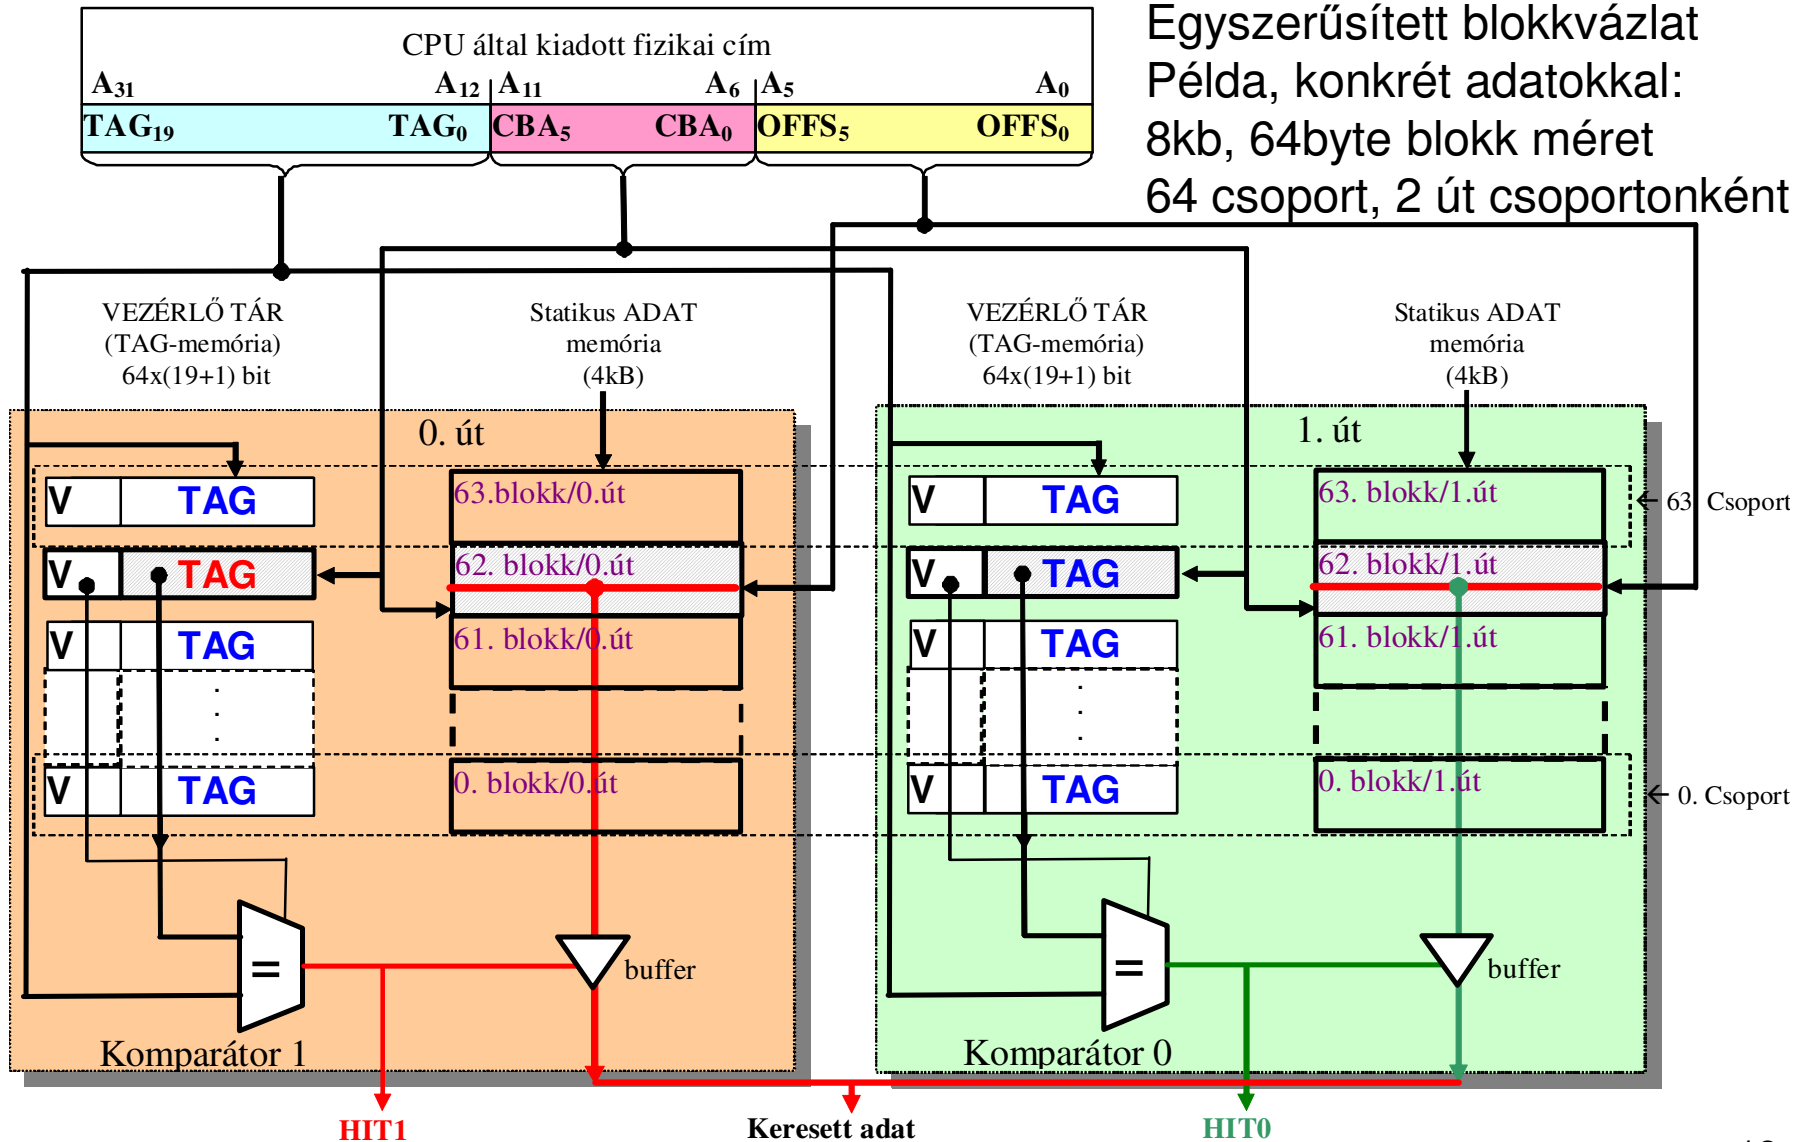 Egyszerűsített blokkvázlat
Példa, konkrét adatokkal:
8kb, 64byte blokk méret
64 csoport, 2 út csoportonként
CPU által kiadott fizikai cím
A31 A12 A11 A6 A5 A0
TAG19 TAG0 CBA5 CBA0 OFFS5 OFFS0
VEZÉRLŐ TÁR
(TAG-memória)
64x(19+1) bit
Statikus ADAT
memória
(4kB)
VEZÉRLŐ TÁR
(TAG-memória)
64x(19+1) bit
Statikus ADAT
memória
(4kB)
0. út
V TAG
63.blokk/0.út
V TAG
62. blokk/0.út
V TAG
61. blokk/0.út
V TAG
0. blokk/0.út
=
buffer
Komparátor 1
1. út
V TAG
63. blokk/1.út
← 63. Csoport
V TAG
62. blokk/1.út
V TAG
61. blokk/1.út
V TAG
0. blokk/1.út
← 0. Csoport
=
buffer
Komparátor 0
HIT1
Keresett adat
HIT0